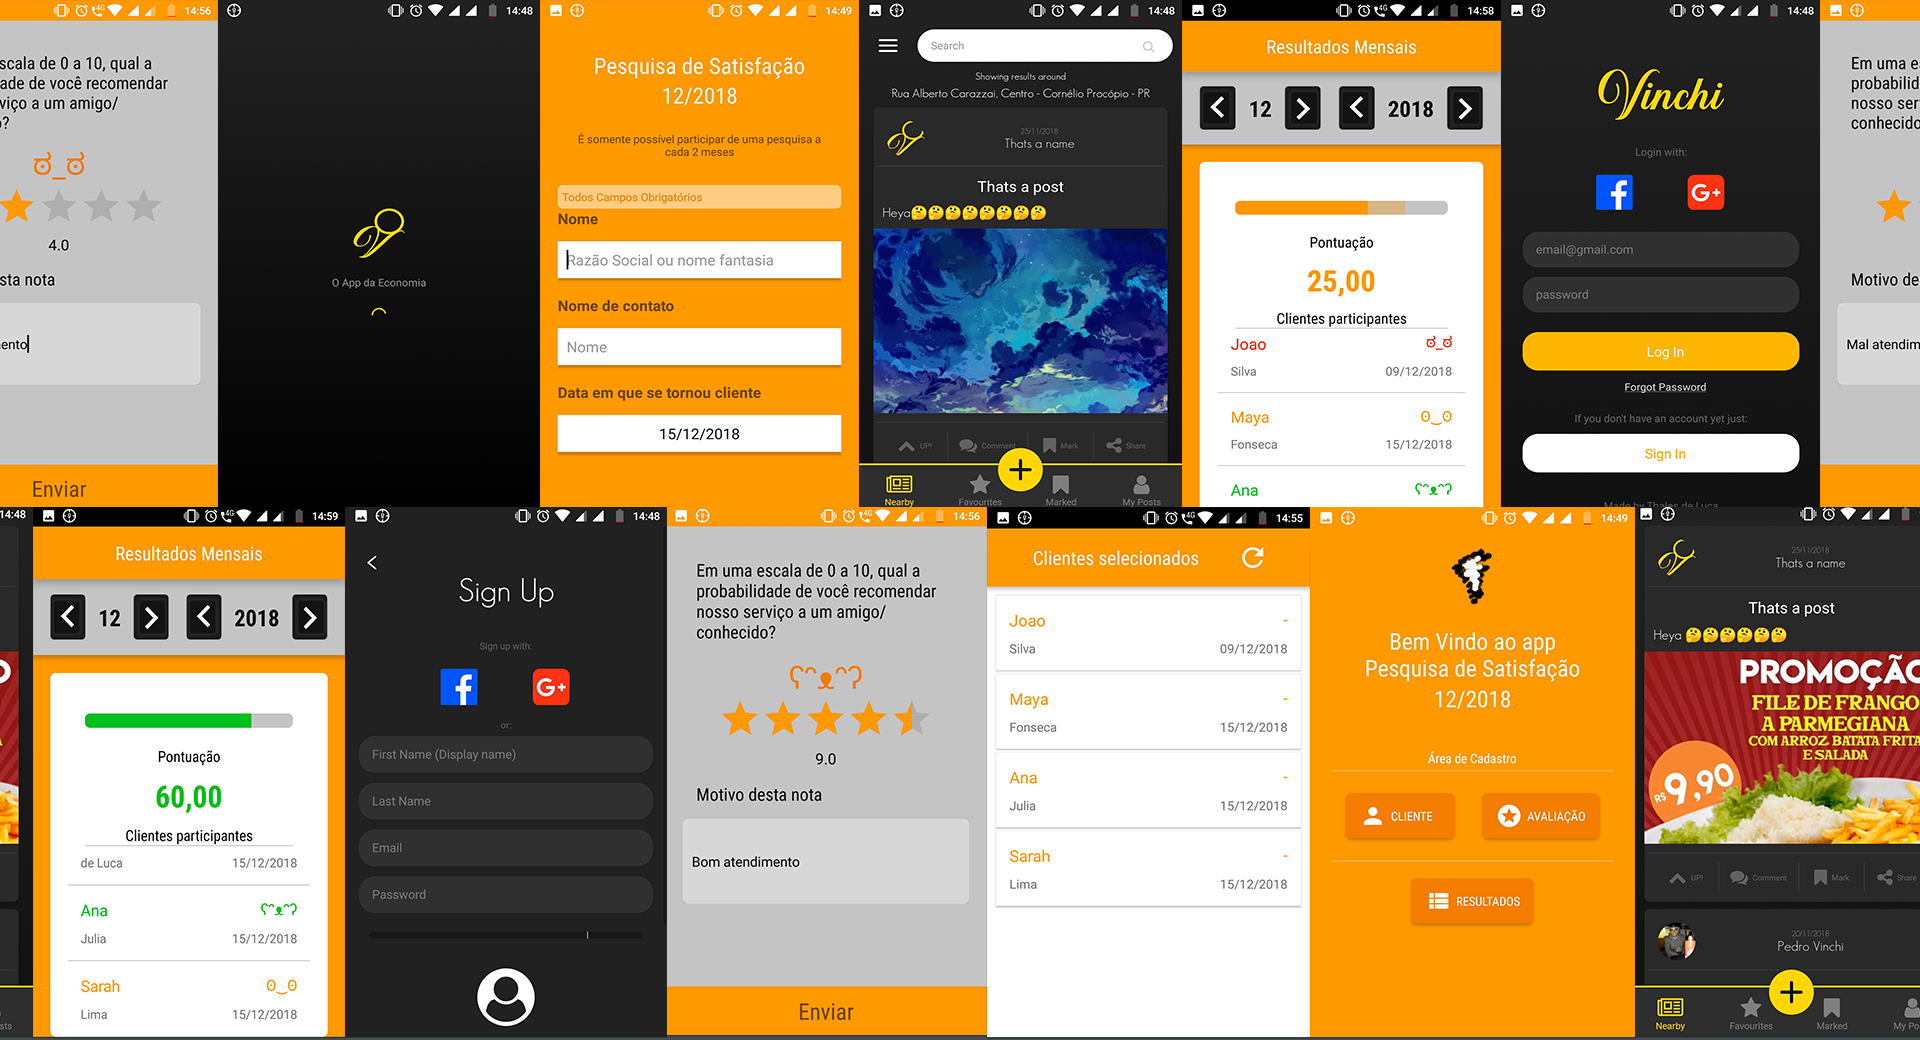 14:56
escala de 0 a 10, qual a
ade de você recomendar
viço a um amigo/
o?
ಠ_ಠ
4.0
sta nota
ento
Enviar
14:48
O App da Economia
14:49
Pesquisa de Satisfação
12/2018
É somente possível participar de uma pesquisa a
cada 2 meses
Todos Campos Obrigatórios
Nome
Razão Social ou nome fantasia
Nome de contato
Nome
Data em que se tornou cliente
15/12/2018
14:48
Search
Showing results around
Rua Alberto Carazzai, Centro - Cornélio Procópio - PR
25/11/2018
Thats a name
Thats a post
Heya🤔🤔🤔🤔🤔🤔🤔🤔
UP!
Comment
Mark
Share
Nearby
Favourites
Marked
My Posts
14:58
Resultados Mensais
12
2018
Pontuação
25,00
Clientes participantes
Joao ಠ_ಠ
Silva 09/12/2018
Maya ʘ‿ʘ
Fonseca 15/12/2018
Ana ʕᵔᴥᵔʔ
14:48
Vinchi
Login with:
G+
email@gmail.com
password
Log In
Forgot Password
If you don't have an account yet just:
Sign In
Made by Thales de Luca
Em uma es
probabilid
nosso ser
conhecido
Motivo de
Mal atendim
14:48
sts
4G 14:59
Resultados Mensais
12
2018
Pontuação
60,00
Clientes participantes
de Luca 15/12/2018
Ana ʕᵔᴥᵔʔ
Julia 15/12/2018
Sarah ʘ‿ʘ
Lima 15/12/2018
14:48
Sign Up
Sign up with:
G+
or:
First Name (Display name)
Last Name
Email
Password
4G 14:56
Em uma escala de 0 a 10, qual a
probabilidade de você recomendar
nosso serviço a um amigo/
conhecido?
ʕᵔᴥᵔʔ
9.0
Motivo desta nota
Bom atendimento
Enviar
4G 14:55
Clientes selecionados
Joao -
Silva 09/12/2018
Maya -
Fonseca 15/12/2018
Ana -
Julia 15/12/2018
Sarah -
Lima 15/12/2018
14:49
Bem Vindo ao app
Pesquisa de Satisfação
12/2018
Área de Cadastro
CLIENTE
AVALIAÇÃO
RESULTADOS
25/11/2018
Thats a name
Thats a post
Heya 🤔🤔🤔🤔🤔🤔
PROMOÇÃO
FILE DE FRANGO
A PARMEGIANA
COM ARROZ BATATA FRITA
E SALADA
R$ 9,90
UP!
Comment
Mark
Share
20/11/2018
Pedro Vinchi
Nearby
Favourites
Marked
My Po